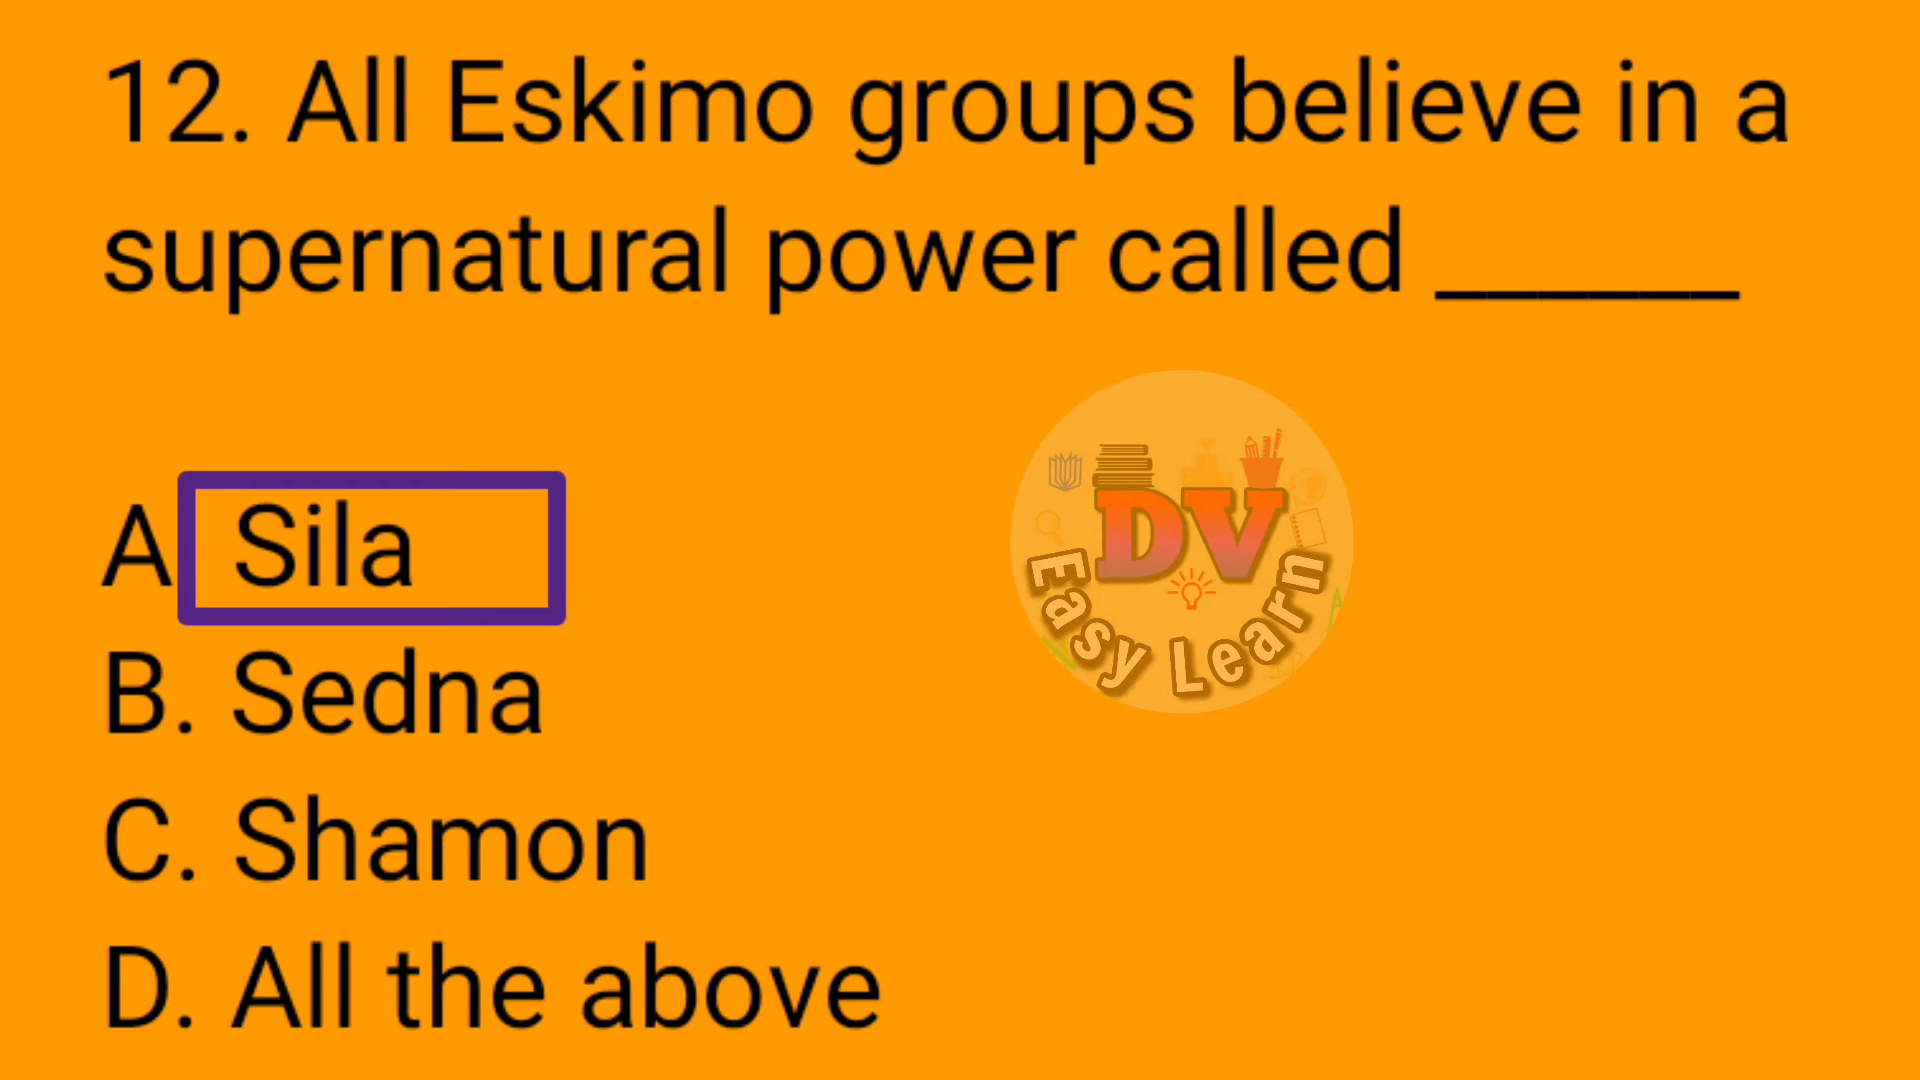 12. All Eskimo groups believe in a
supernatural power called ______
A Sila
B. Sedna
C. Shamon
D. All the above
DV
Easy Learn